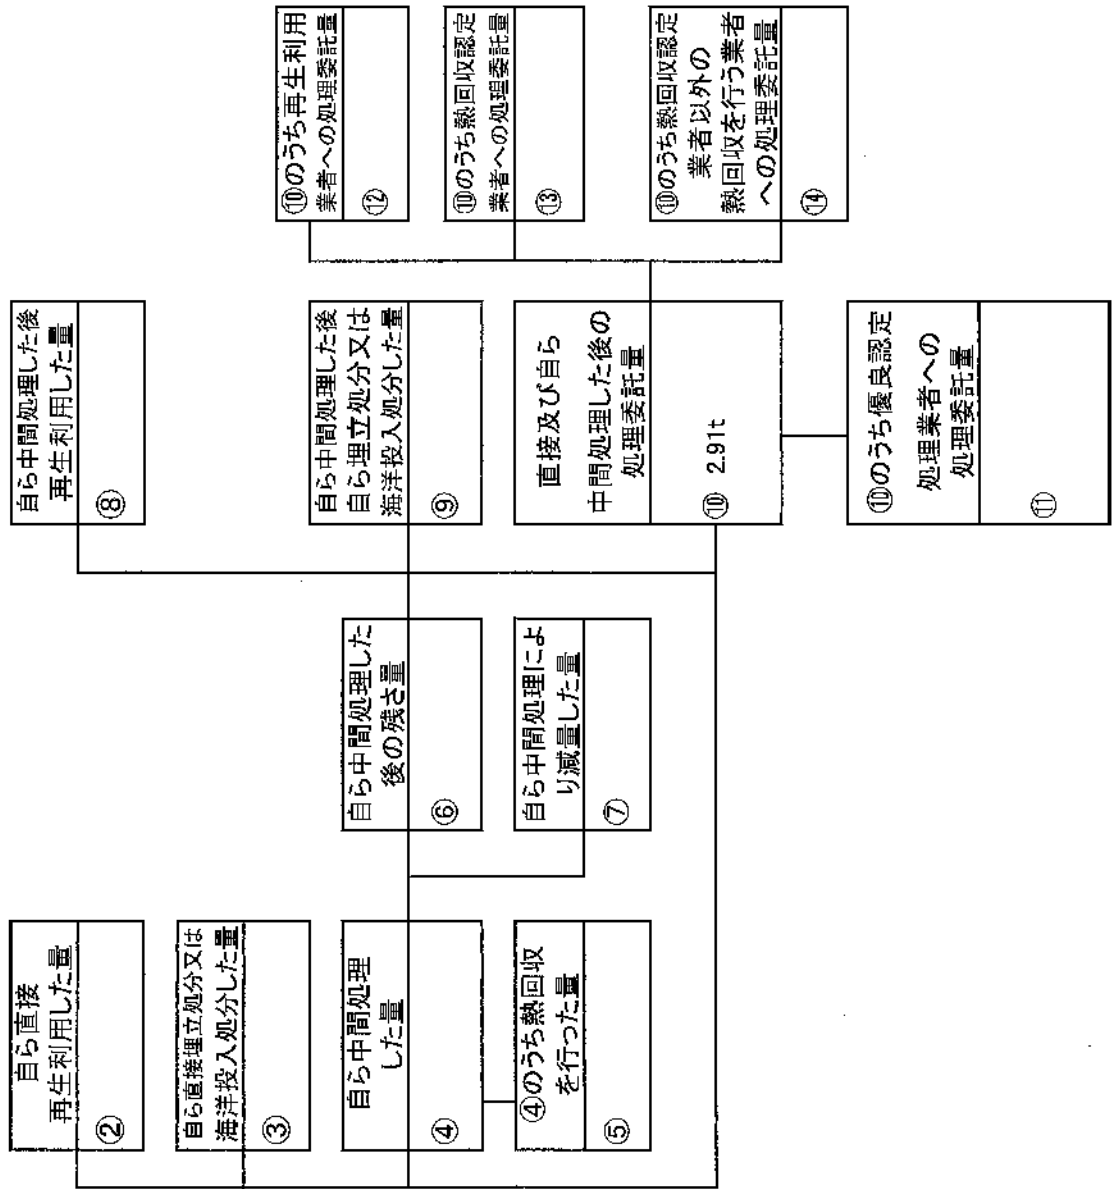 自ら直接
再生利用した量
②
自ら直接埋立処分又は
海洋投入処分した量
③
自ら中間処理
した量
④
④のうち熱回収
を行った量
⑤
自ら中間処理した
後の残さ量
⑥
自ら中間処理によ
り減量した量
⑦
自ら中間処理した後
再生利用した量
⑧
自ら中間処理した後
自ら埋立処分又は
海洋投入処分した量
⑨
直接及び自ら
中間処理した後の
処理委託量
⑩ 2.91t
⑩のうち優良認定
処理業者への
処理委託量
⑪
⑩のうち再生利用
業者への処理委託量
⑫
⑩のうち熱回収認定
業者への処理委託量
⑬
⑩のうち熱回収認定
業者以外の
熱回収を行う業者
への処理委託量
⑭